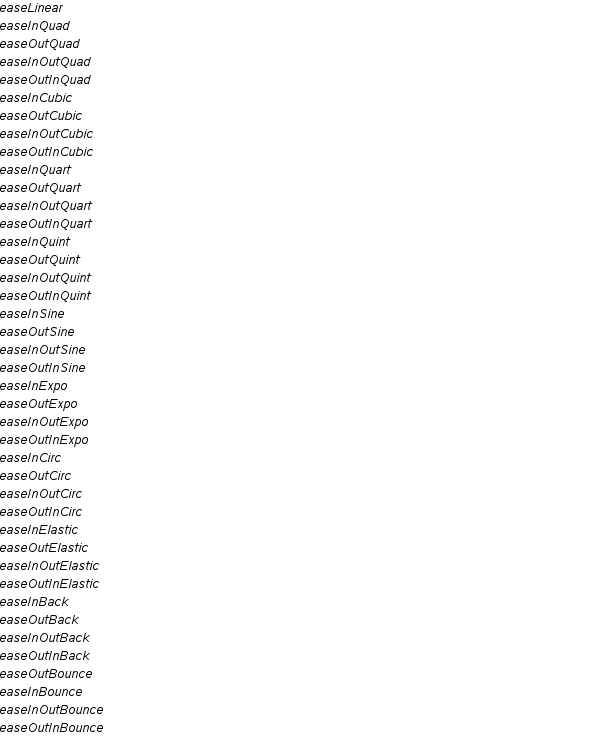 easeLinear
easeInQuad
easeOutQuad
easeInOutQuad
easeOutInQuad
easeInCubic
easeOutCubic
easeInOutCubic
easeOutInCubic
easeInQuart
easeOutQuart
easeInOutQuart
easeOutInQuart
easeInQuint
easeOutQuint
easeInOutQuint
easeOutInQuint
easeInSine
easeOutSine
easeInOutSine
easeOutInSine
easeInExpo
easeOutExpo
easeInOutExpo
easeOutInExpo
easeInCirc
easeOutCirc
easeInOutCirc
easeOutInCirc
easeInElastic
easeOutElastic
easeInOutElastic
easeOutInElastic
easeInBack
easeOutBack
easeInOutBack
easeOutInBack
easeOutBounce
easeInBounce
easeInOutBounce
easeOutInBounce